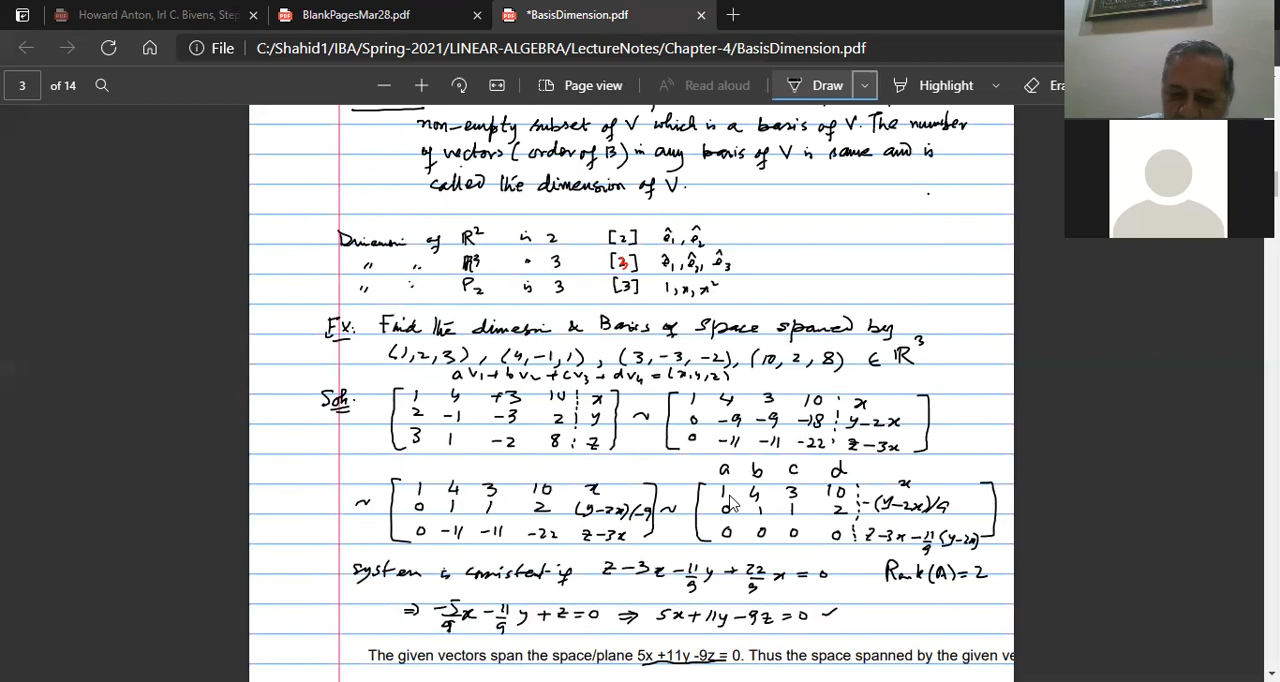 Howard Anton, Irl C. Bivens, Step
BlankPagesMar28.pdf
*BasisDimension.pdf
File C:/Shahid1/IBA/Spring-2021/LINEAR-ALGEBRA/LectureNotes/Chapter-4/BasisDimension.pdf
3 of 14 Page view Read aloud Draw Highlight Era
non-empty subset of V which is a basis of V. The number
of vectors (order of B) in any basis of V is same and is
called the dimension of V.
Dimension of ℝ² is 2 [2] ê₁, ê₂
" " ℝ³ " 3 [3] ê₁, ê₂, ê₃
" " P₂ is 3 [3] 1, x, x²
Ex: Find the dimension & Basis of Space spanned by
(1,2,3), (4,-1,1), (3,-3,-2), (10,2,8) ∈ ℝ³
av₁+bv₂+cv₃+dv₄=(x,y,z)
Soln. [ 1 4 +3 10 ⋮ x ] ~ [ 1 4 3 10 ⋮ x ]
[ 2 -1 -3 2 ⋮ y ] [ 0 -9 -9 -18 ⋮ y-2x ]
[ 3 1 -2 8 ⋮ z ] [ 0 -11 -11 -22 ⋮ z-3x ]
a b c d
~ [ 1 4 3 10 x ] ~ [ 1 4 3 10 ⋮ x ]
[ 0 1 1 2 (y-2x)/-9 ] [ 0 1 1 2 ⋮ -(y-2x)/9 ]
[ 0 -11 -11 -22 z-3x ] [ 0 0 0 0 ⋮ z-3x-11/9(y-2x) ]
system is consistent if z-3x-11/9 y+22/9 x=0 Rank(A)=2
⇒ -5/9 x-11/9 y+z=0 ⇒ 5x+11y-9z=0 ✓
The given vectors span the space/plane 5x +11y -9z = 0. Thus the space spanned by the given ve